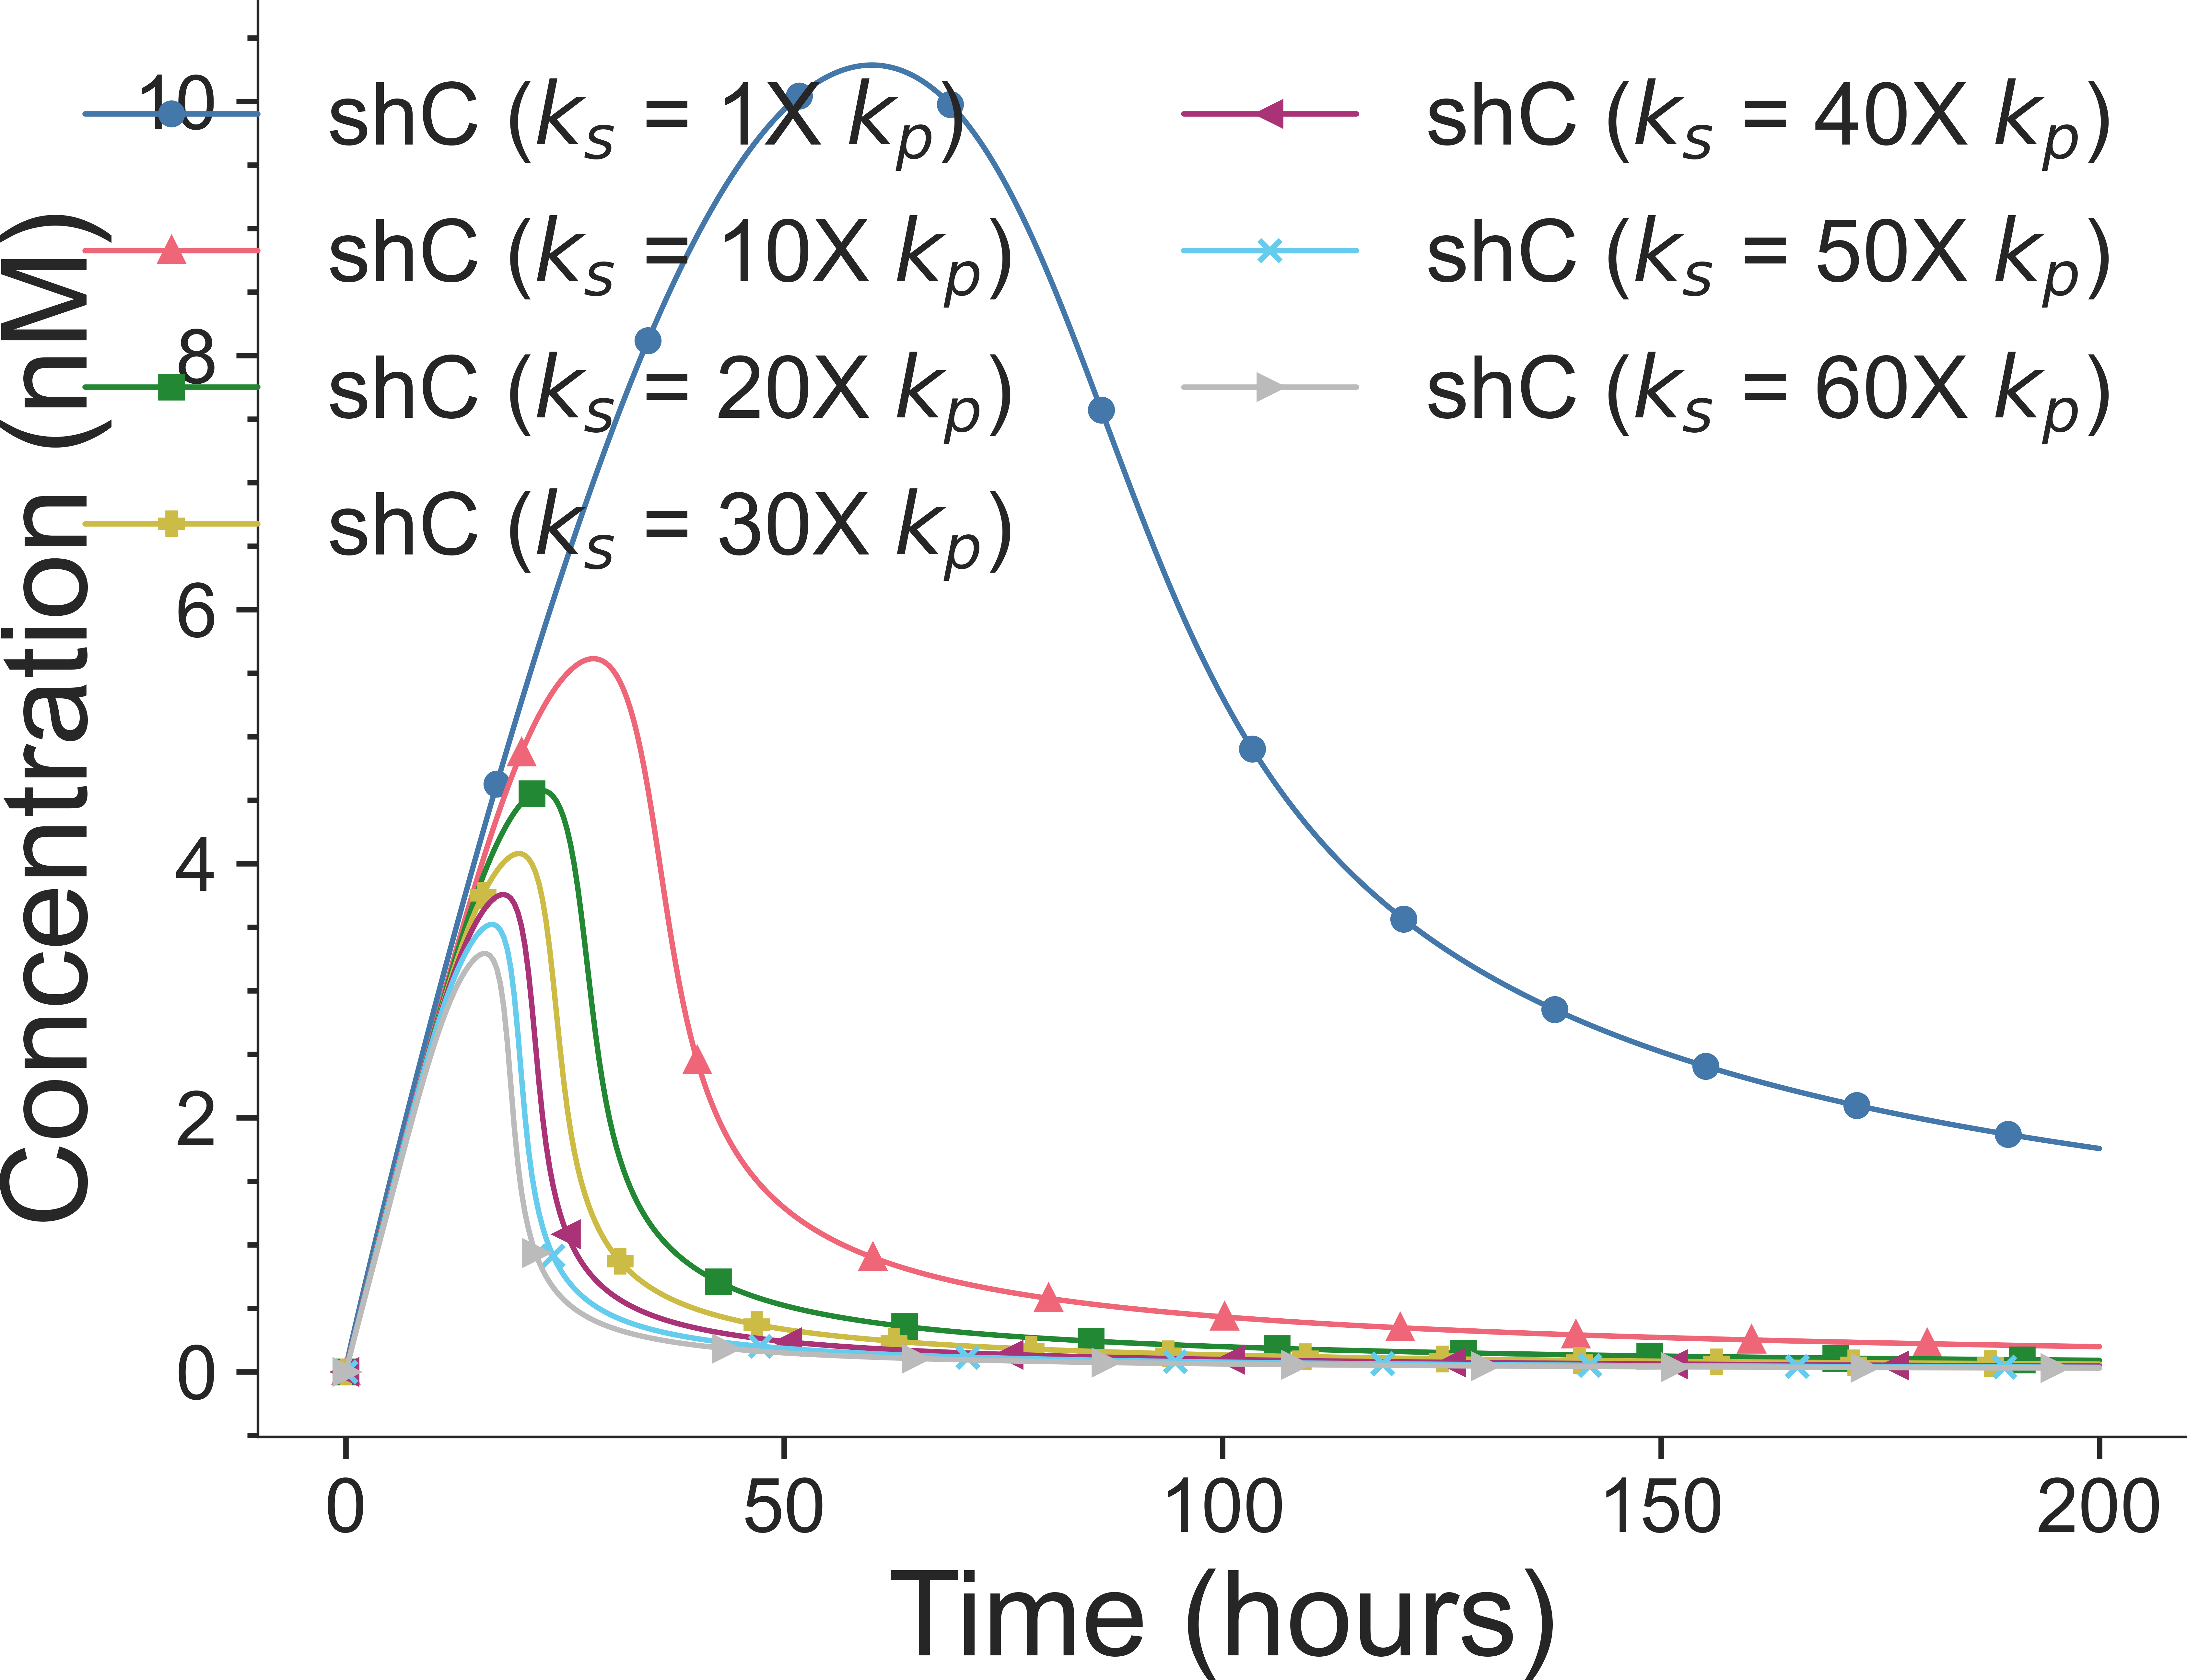 Concentration (nM)
10
8
6
4
2
0
shC (kₛ = 1X kₚ)
shC (kₛ = 10X kₚ)
shC (kₛ = 20X kₚ)
shC (kₛ = 30X kₚ)
shC (kₛ = 40X kₚ)
shC (kₛ = 50X kₚ)
shC (kₛ = 60X kₚ)
0 50 100 150 200
Time (hours)